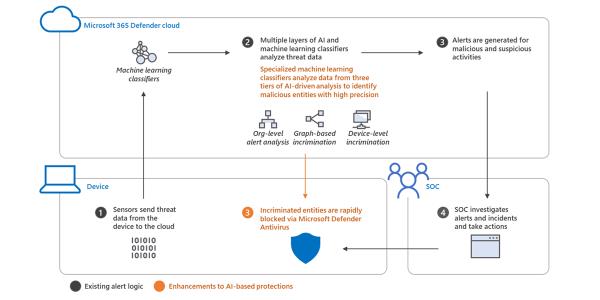 Microsoft 365 Defender cloud
Machine learning
classifiers
2
Multiple layers of AI and
machine learning classifiers
analyze threat data
Specialized machine learning
classifiers analyze data from three
tiers of AI-driven analysis to identify
malicious entities with high precision
Org-level
alert analysis
Graph-based
incrimination
Device-level
incrimination
3
Alerts are generated for
malicious and suspicious
activities
Device
1
Sensors send threat
data from the
device to the cloud
101010
010101
101010
3
Incriminated entities are rapidly
blocked via Microsoft Defender
Antivirus
SOC
4
SOC investigates
alerts and incidents
and take actions
Existing alert logic
Enhancements to AI-based protections